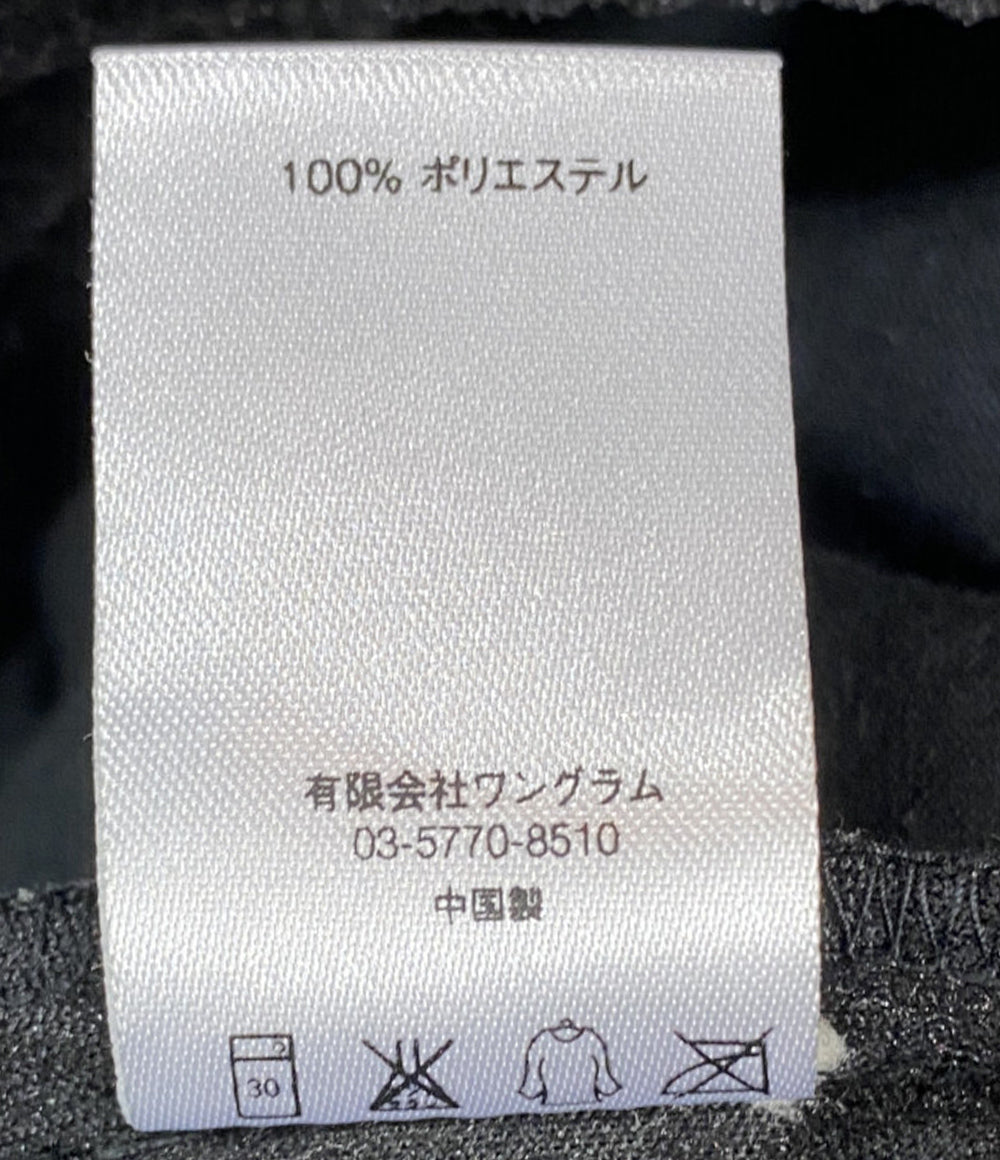 100% ポリエステル
有限会社ワングラム
03-5770-8510
中国製
30